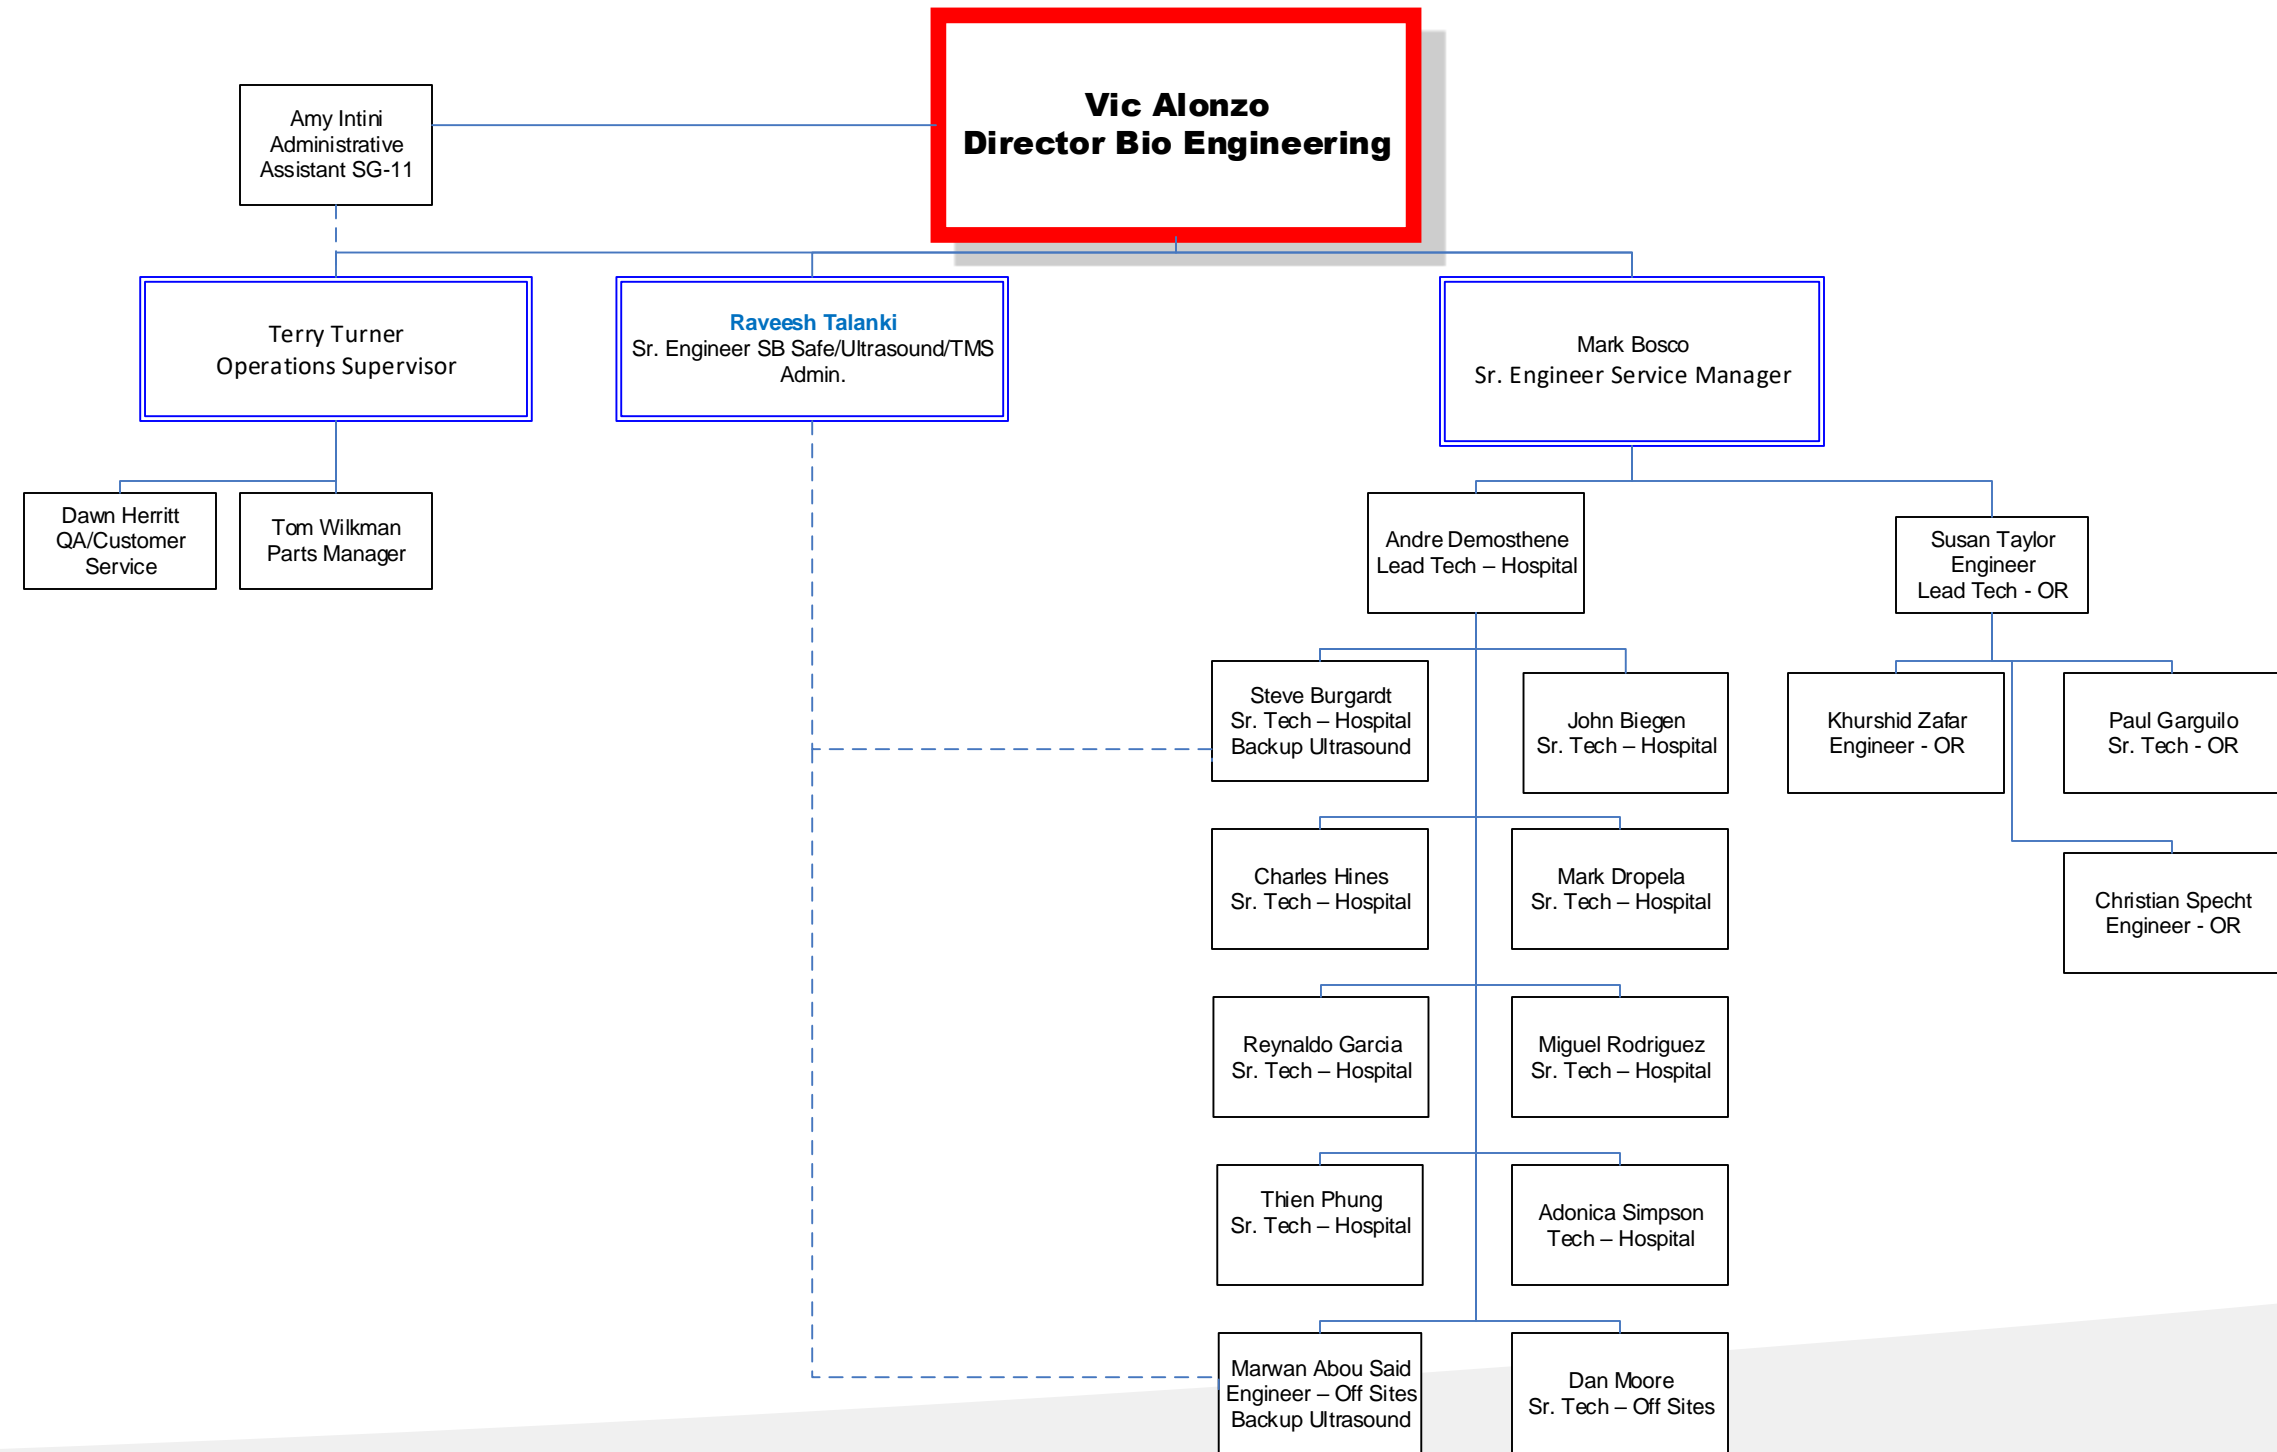 Vic Alonzo
Director Bio Engineering
Amy Intini
Administrative
Assistant SG-11
Terry Turner
Operations Supervisor
Raveesh Talanki
Sr. Engineer SB Safe/Ultrasound/TMS
Admin.
Mark Bosco
Sr. Engineer Service Manager
Dawn Herritt
QA/Customer
Service
Tom Wilkman
Parts Manager
Andre Demosthene
Lead Tech – Hospital
Susan Taylor
Engineer
Lead Tech - OR
Steve Burgardt
Sr. Tech – Hospital
Backup Ultrasound
John Biegen
Sr. Tech – Hospital
Khurshid Zafar
Engineer - OR
Paul Garguilo
Sr. Tech - OR
Charles Hines
Sr. Tech – Hospital
Mark Dropela
Sr. Tech – Hospital
Christian Specht
Engineer - OR
Reynaldo Garcia
Sr. Tech – Hospital
Miguel Rodriguez
Sr. Tech – Hospital
Thien Phung
Sr. Tech – Hospital
Adonica Simpson
Tech – Hospital
Marwan Abou Said
Engineer – Off Sites
Backup Ultrasound
Dan Moore
Sr. Tech – Off Sites